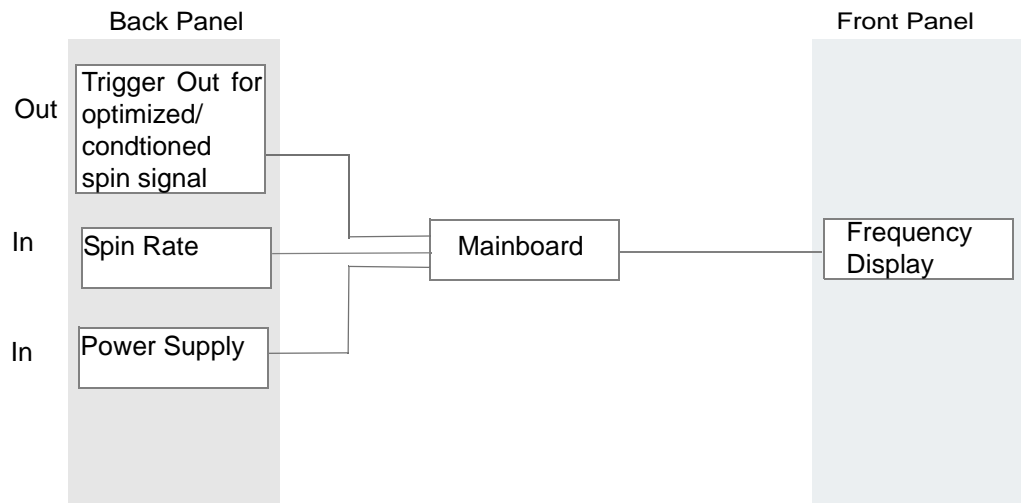 Back Panel
Front Panel
Out
Trigger Out for
optimized/
condtioned
spin signal
In
Spin Rate
Mainboard
Frequency
Display
In
Power Supply